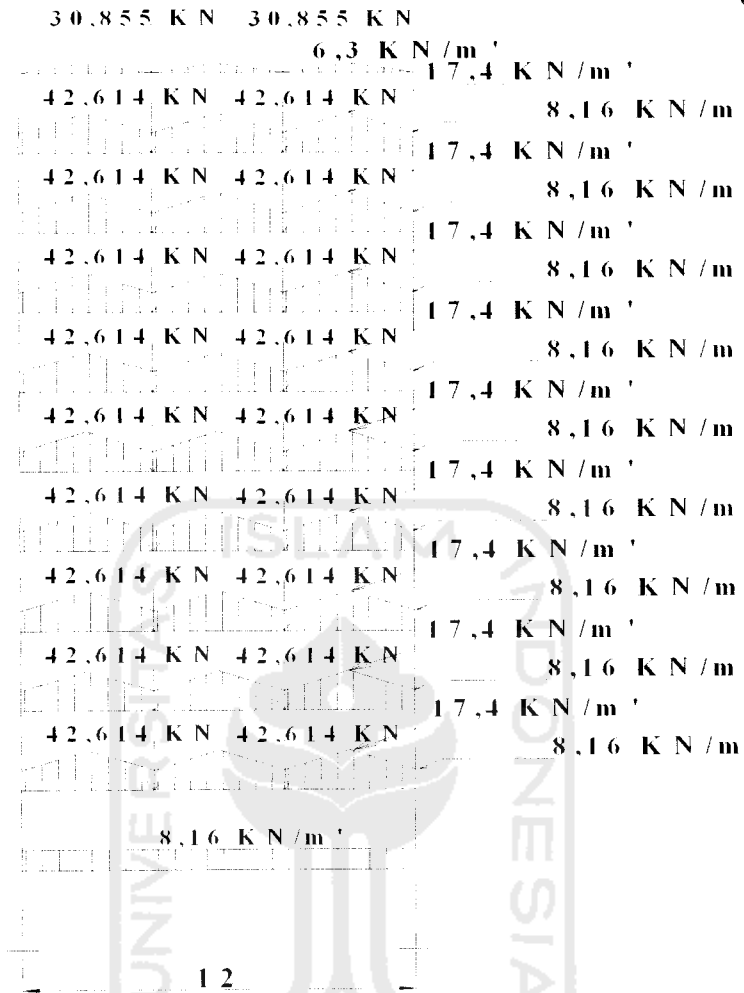 30.855 KN 30.855 KN
6,3 KN/m'
17,4 KN/m'
42,614 KN 42,614 KN
8,16 KN/m
17,4 KN/m'
42,614 KN 42,614 KN
8,16 KN/m
17,4 KN/m'
42,614 KN 42,614 KN
8,16 KN/m
17,4 KN/m'
42,614 KN 42,614 KN
8,16 KN/m
17,4 KN/m'
42,614 KN 42,614 KN
8,16 KN/m
17,4 KN/m'
42,614 KN 42,614 KN
8,16 KN/m
17,4 KN/m'
42,614 KN 42,614 KN
8,16 KN/m
17,4 KN/m'
42,614 KN 42,614 KN
8,16 KN/m
17,4 KN/m'
42,614 KN 42,614 KN
8,16 KN/m
8,16 KN/m'
12
UNIVERSITAS
ISLAM
INDONESIA